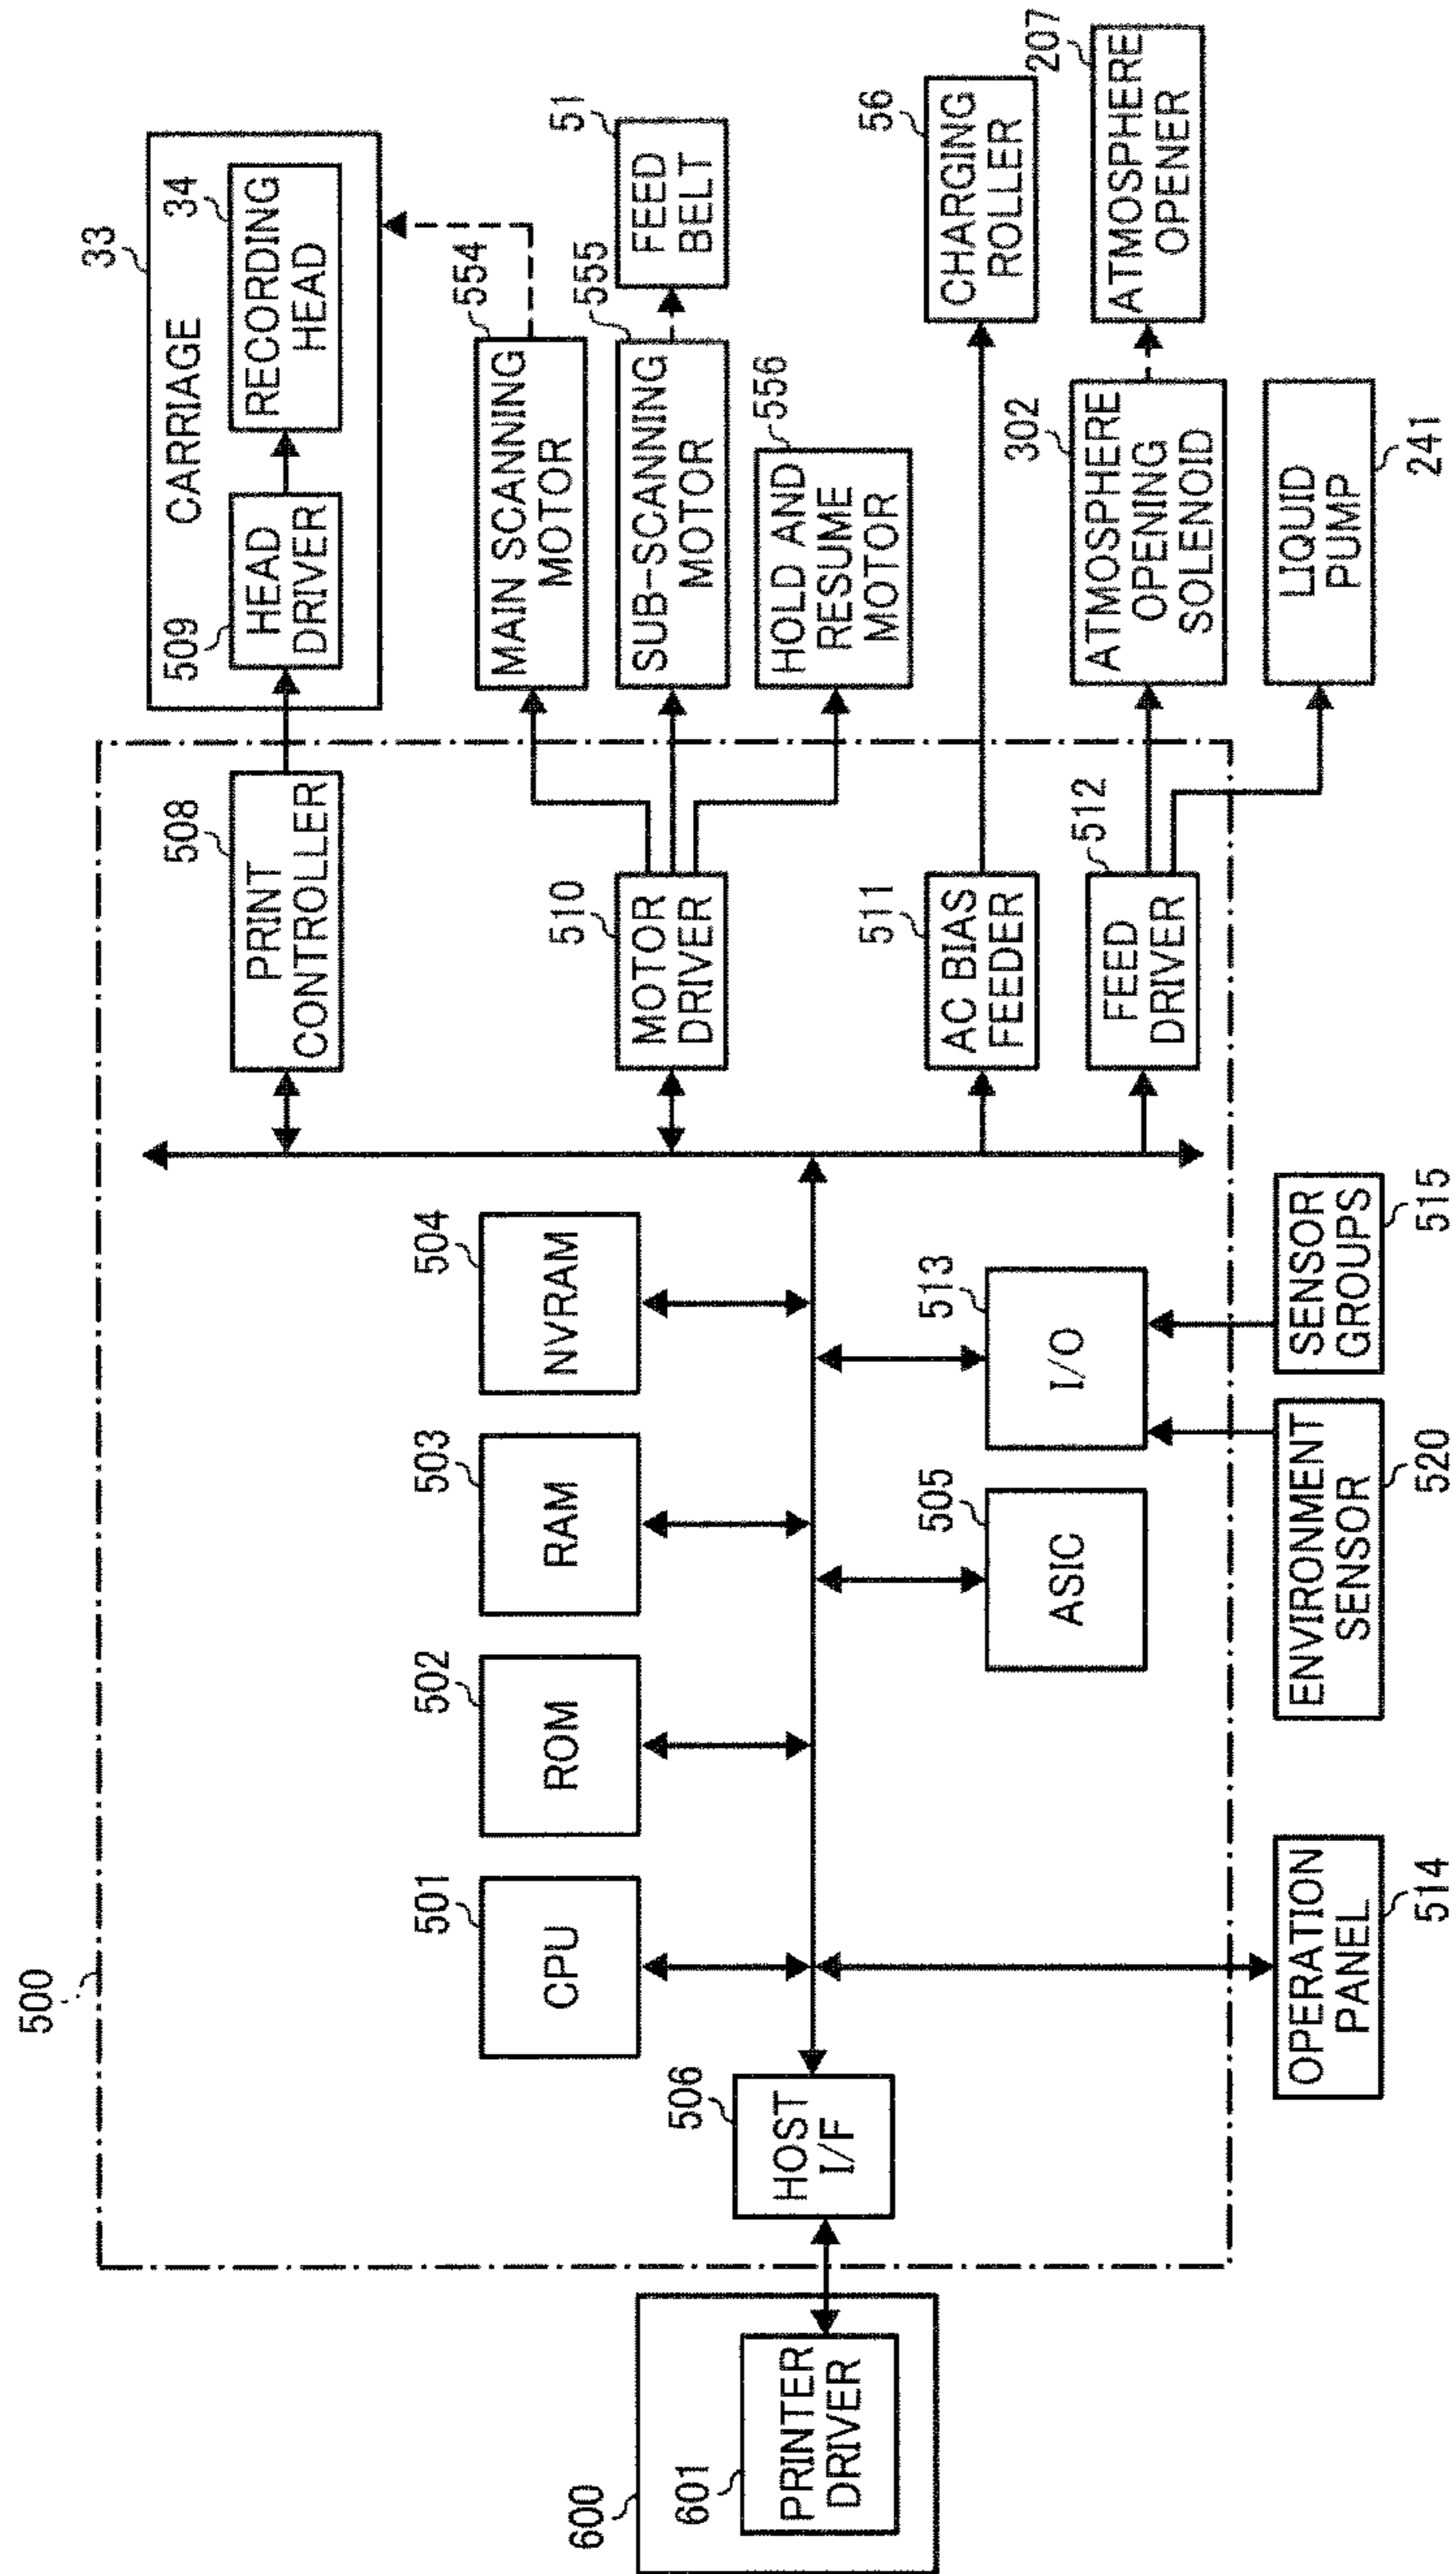 500
600
601
PRINTER
DRIVER
506
HOST
I/F
501
CPU
502
ROM
503
RAM
504
NVRAM
505
ASIC
513
I/O
OPERATION
PANEL
514
ENVIRONMENT
SENSOR
520
SENSOR
GROUPS
515
508
PRINT
CONTROLLER
510
MOTOR
DRIVER
511
AC BIAS
FEEDER
512
FEED
DRIVER
33
CARRIAGE
509
HEAD
DRIVER
34
RECORDING
HEAD
554
MAIN SCANNING
MOTOR
555
SUB-SCANNING
MOTOR
51
FEED
BELT
556
HOLD AND
RESUME
MOTOR
56
CHARGING
ROLLER
302
ATMOSPHERE
OPENING
SOLENOID
207
ATMOSPHERE
OPENER
LIQUID
PUMP
241